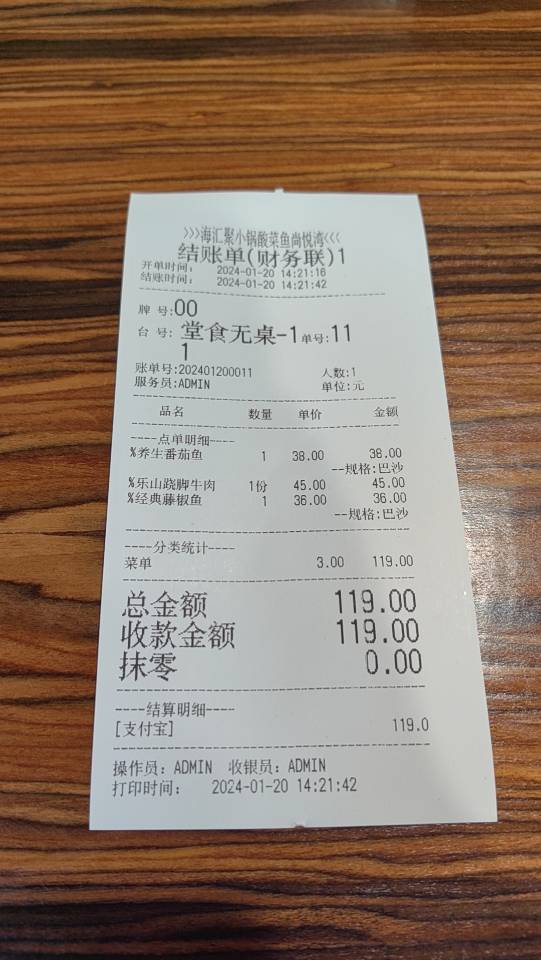 >>>海汇聚小锅酸菜鱼尚悦湾<<<
结账单(财务联)1
开单时间: 2024-01-20 14:21:16
结账时间: 2024-01-20 14:21:42
牌 号:00
台 号:堂食无桌-1 单号:11
1
账单号:202401200011 人数:1
服务员:ADMIN 单位:元
品名 数量 单价 金额
----点单明细----
%养生番茄鱼 1 38.00 38.00
--规格:巴沙
%乐山跷脚牛肉 1份 45.00 45.00
%经典藤椒鱼 1 36.00 36.00
--规格:巴沙
----分类统计----
菜单 3.00 119.00
总金额 119.00
收款金额 119.00
抹零 0.00
----结算明细----
[支付宝] 119.0
操作员: ADMIN 收银员: ADMIN
打印时间: 2024-01-20 14:21:42